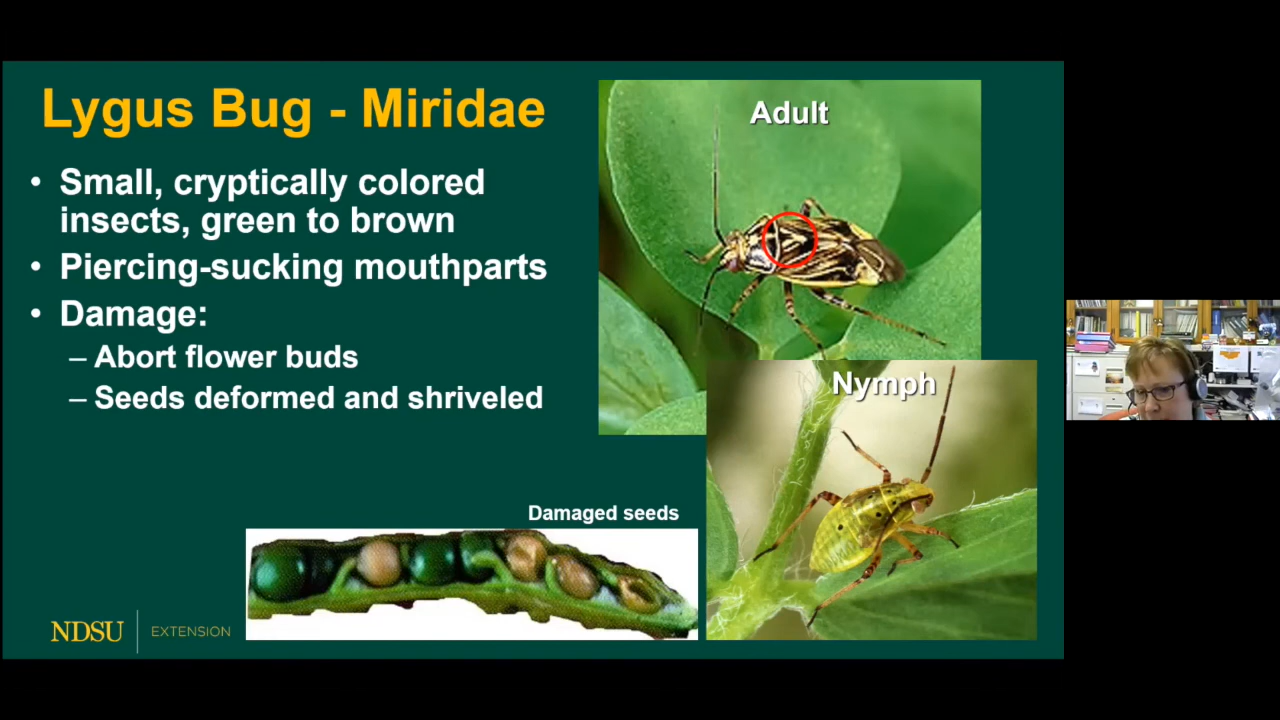 Lygus Bug - Miridae
• Small, cryptically colored
insects, green to brown
• Piercing-sucking mouthparts
• Damage:
– Abort flower buds
– Seeds deformed and shriveled
Adult
Nymph
Damaged seeds
NDSU EXTENSION